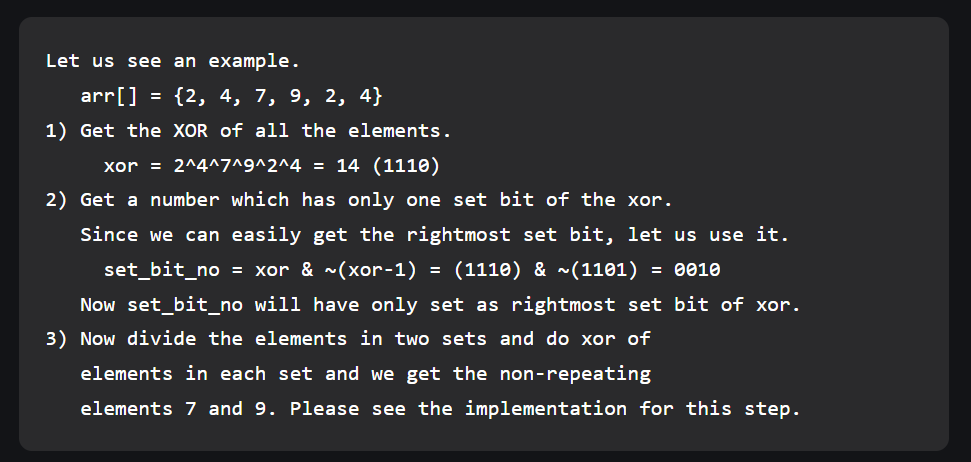 Let us see an example.
arr[] = {2, 4, 7, 9, 2, 4}
1) Get the XOR of all the elements.
xor = 2^4^7^9^2^4 = 14 (1110)
2) Get a number which has only one set bit of the xor.
Since we can easily get the rightmost set bit, let us use it.
set_bit_no = xor & ~(xor-1) = (1110) & ~(1101) = 0010
Now set_bit_no will have only set as rightmost set bit of xor.
3) Now divide the elements in two sets and do xor of
elements in each set and we get the non-repeating
elements 7 and 9. Please see the implementation for this step.